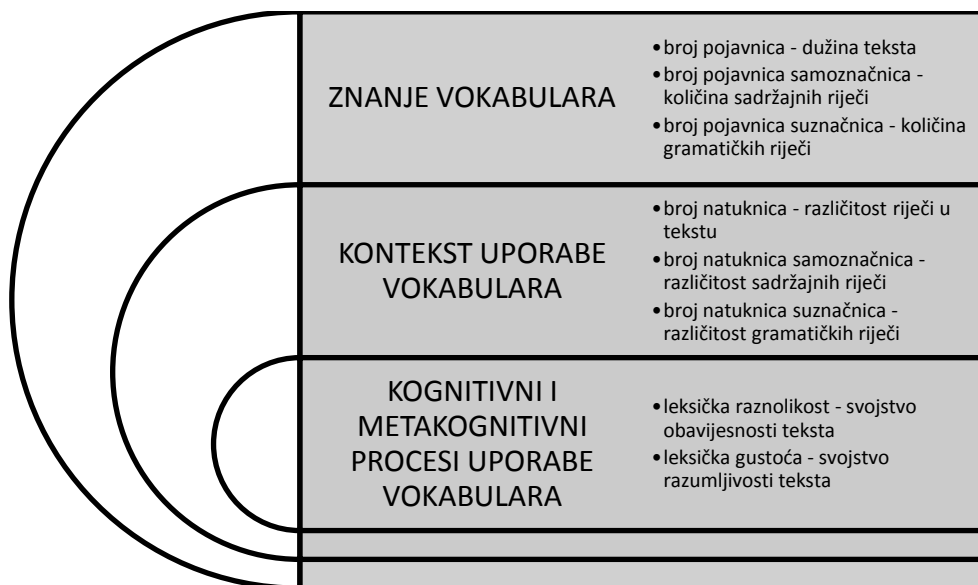 ZNANJE VOKABULARA
•broj pojavnica - dužina teksta
•broj pojavnica samoznačnica -
količina sadržajnih riječi
•broj pojavnica suznačnica - količina
gramatičkih riječi
KONTEKST UPORABE
VOKABULARA
•broj natuknica - različitost riječi u
tekstu
•broj natuknica samoznačnica -
različitost sadržajnih riječi
•broj natuknica suznačnica -
različitost gramatičkih riječi
KOGNITIVNI I
METAKOGNITIVNI
PROCESI UPORABE
VOKABULARA
•leksička raznolikost - svojstvo
obavijesnosti teksta
•leksička gustoća - svojstvo
razumljivosti teksta